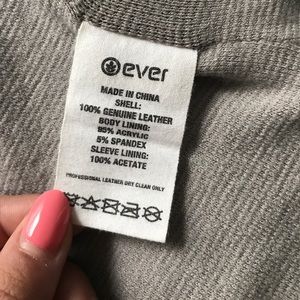 ever
MADE IN CHINA
SHELL:
100% GENUINE LEATHER
BODY LINING:
95% ACRYLIC
5% SPANDEX
SLEEVE LINING:
100% ACETATE
PROFESSIONAL LEATHER DRY CLEAN ONLY